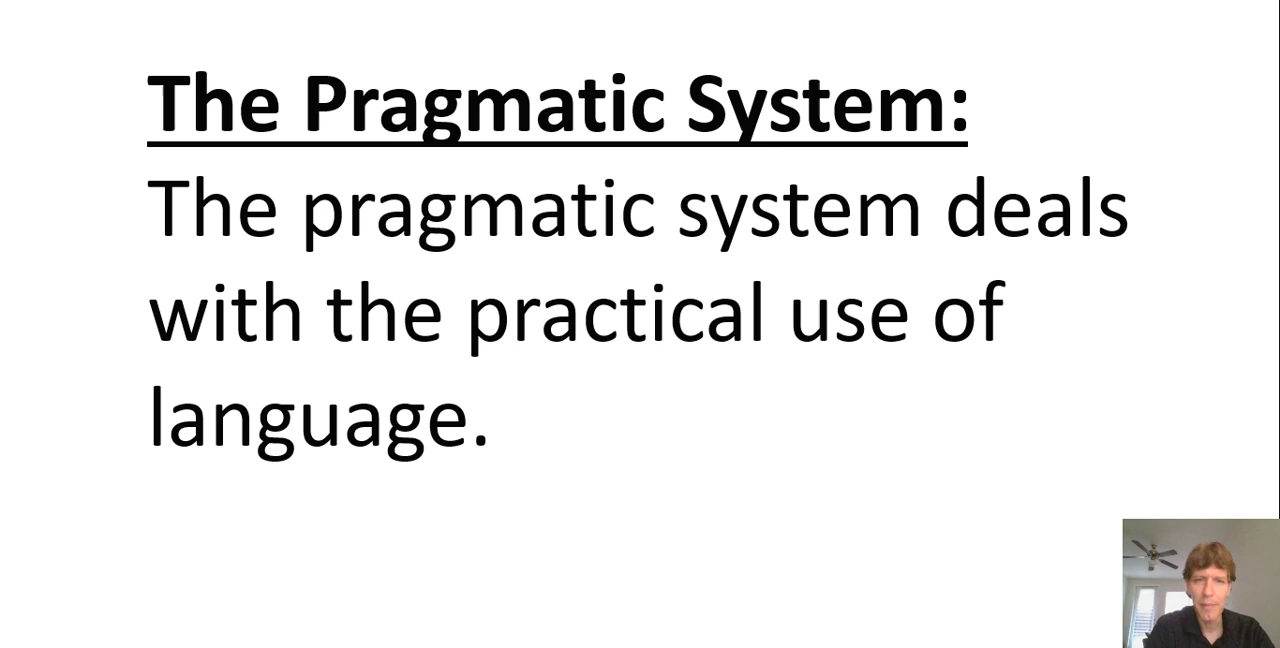 The Pragmatic System:
The pragmatic system deals
with the practical use of
language.